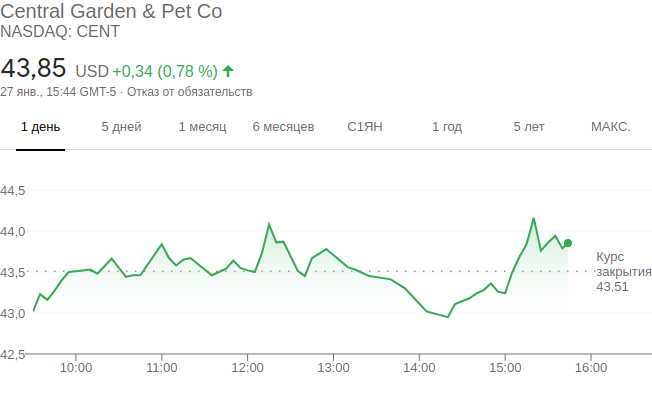 Central Garden & Pet Co
NASDAQ: CENT
43,85 USD +0,34 (0,78 %)
27 янв., 15:44 GMT-5 · Отказ от обязательств
1 день 5 дней 1 месяц 6 месяцев С1ЯН 1 год 5 лет МАКС.
44,5
44,0
43,5
43,0
42,5
Курс
закрытия
43,51
10:00 11:00 12:00 13:00 14:00 15:00 16:00